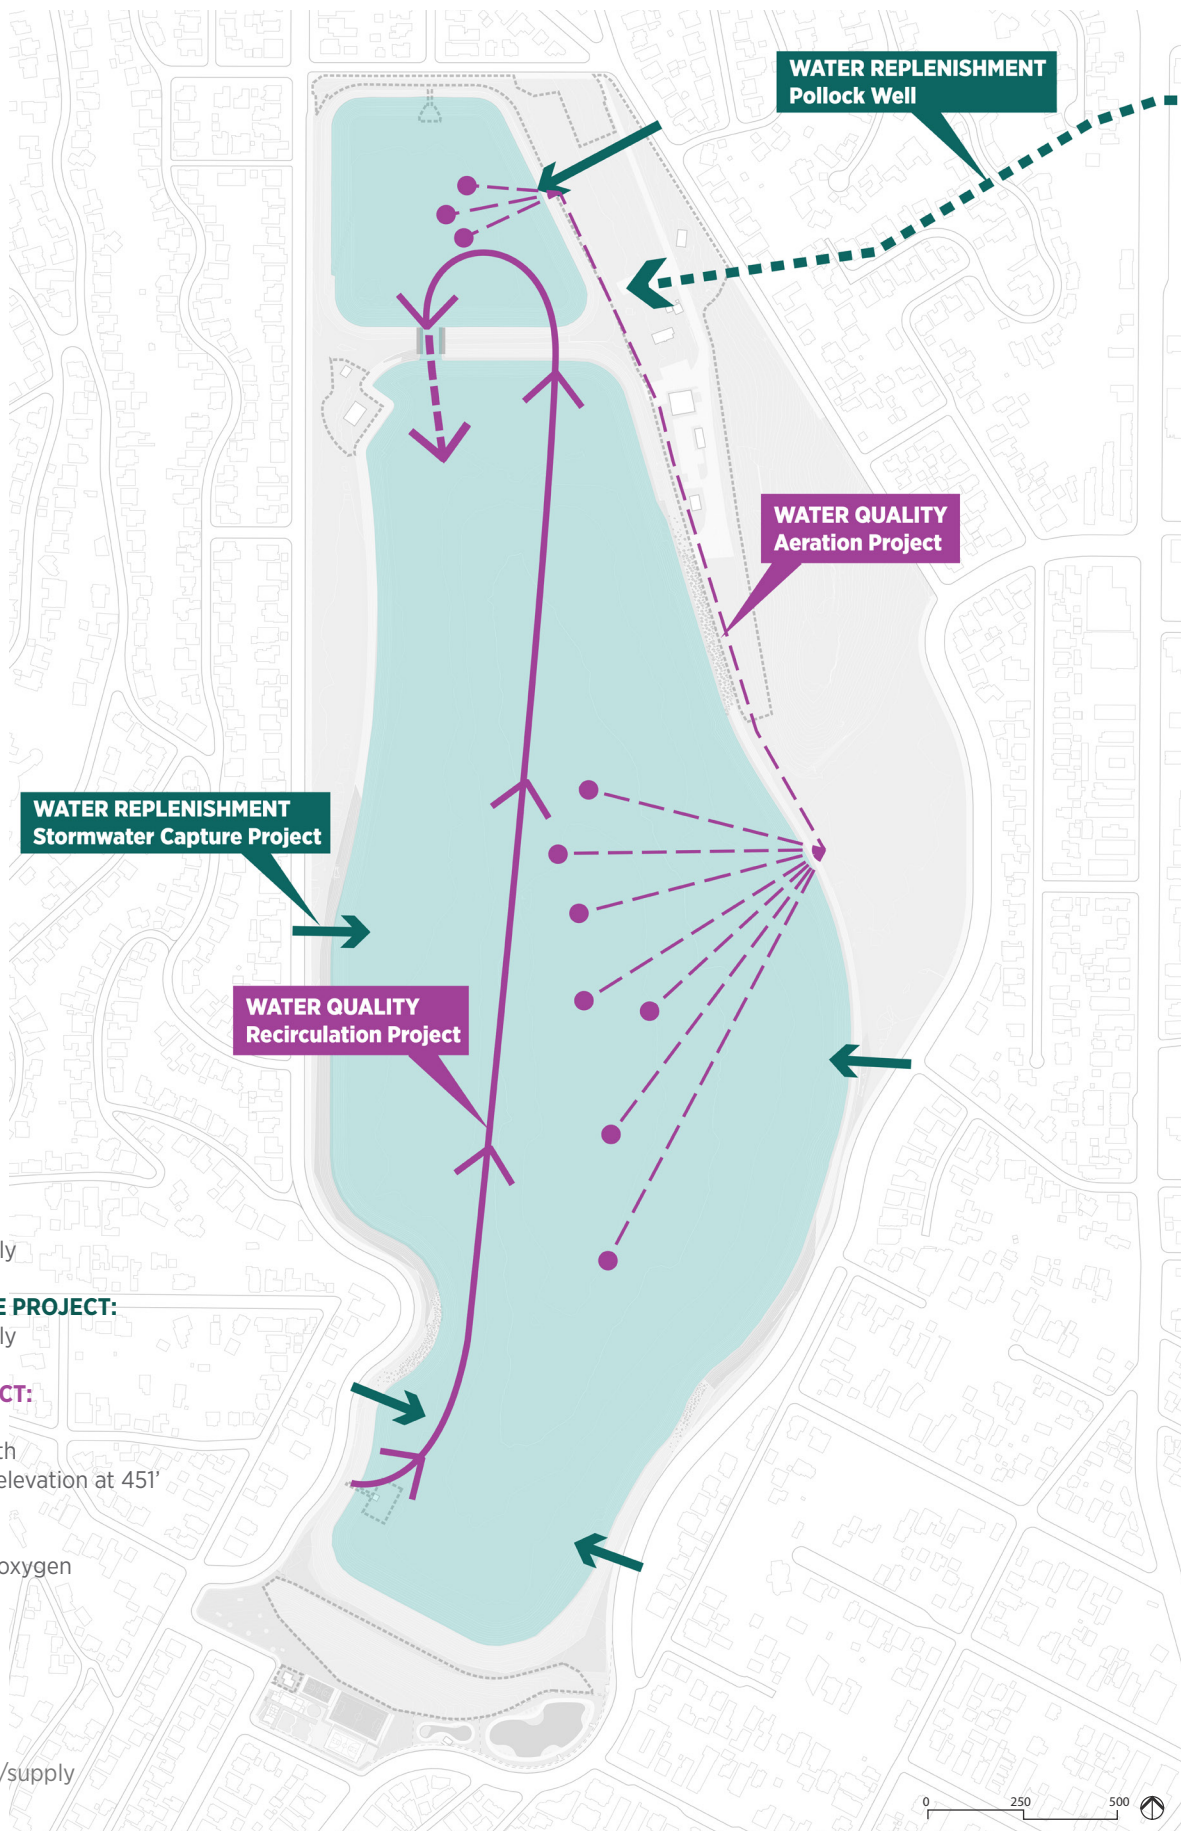 WATER REPLENISHMENT
Pollock Well
WATER QUALITY
Aeration Project
WATER REPLENISHMENT
Stormwater Capture Project
WATER QUALITY
Recirculation Project
ly
E PROJECT:
ly
CT:
th
elevation at 451’
oxygen
/supply
0 250 500